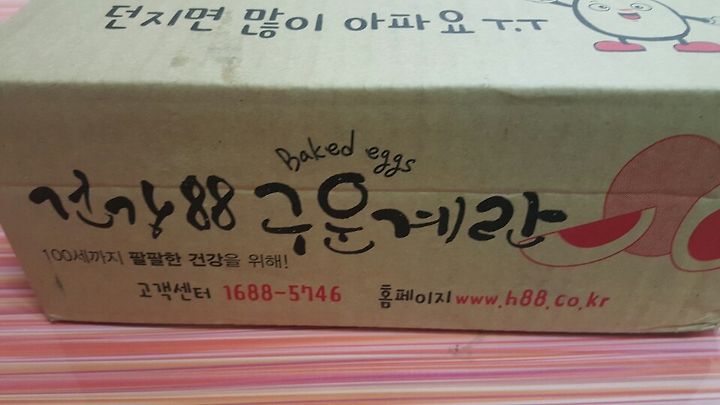 던지면 많이 아파요 ㅜ.ㅜ
Baked eggs
건강88 구운계란
100세까지 팔팔한 건강을 위해!
고객센터 1688-5746 홈페이지 www.h88.co.kr